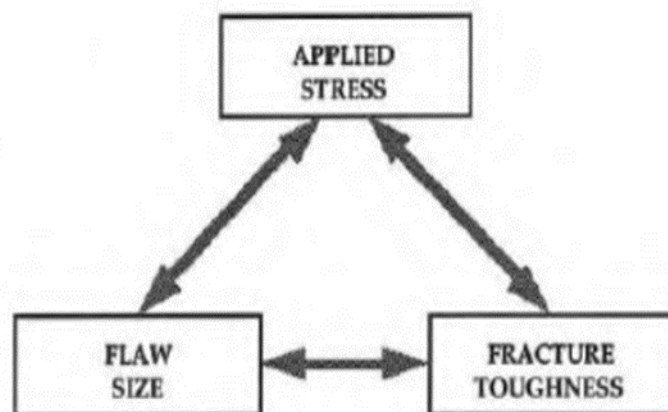 APPLIED
STRESS
FLAW
SIZE
FRACTURE
TOUGHNESS